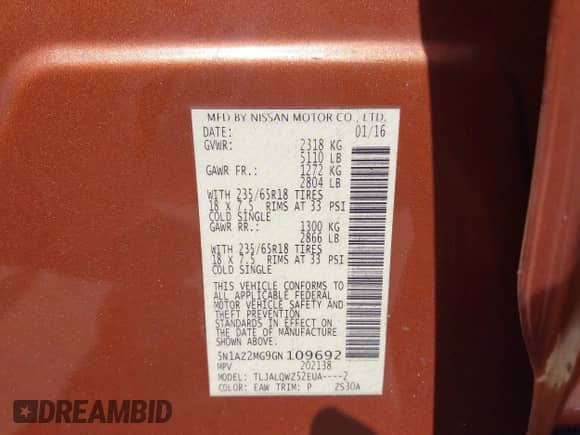 MFD BY NISSAN MOTOR CO., LTD.
DATE: 01/16
GVWR: 2318 KG
5110 LB
GAWR FR.: 1272 KG
2804 LB
WITH 235/65R18 TIRES
18 X 7.5 RIMS AT 33 PSI
COLD SINGLE
GAWR RR.: 1300 KG
2866 LB
WITH 235/65R18 TIRES
18 X 7.5 RIMS AT 33 PSI
COLD SINGLE
THIS VEHICLE CONFORMS TO
ALL APPLICABLE FEDERAL
MOTOR VEHICLE SAFETY AND
THEFT PREVENTION
STANDARDS IN EFFECT ON
THE DATE OF MANUFACTURE
SHOWN ABOVE.
5N1AZ2MG9GN109692
MPV 202138
MODEL: TLJALQWZ52EUA----2
COLOR: EAW TRIM: P ZS30A
DREAMBID